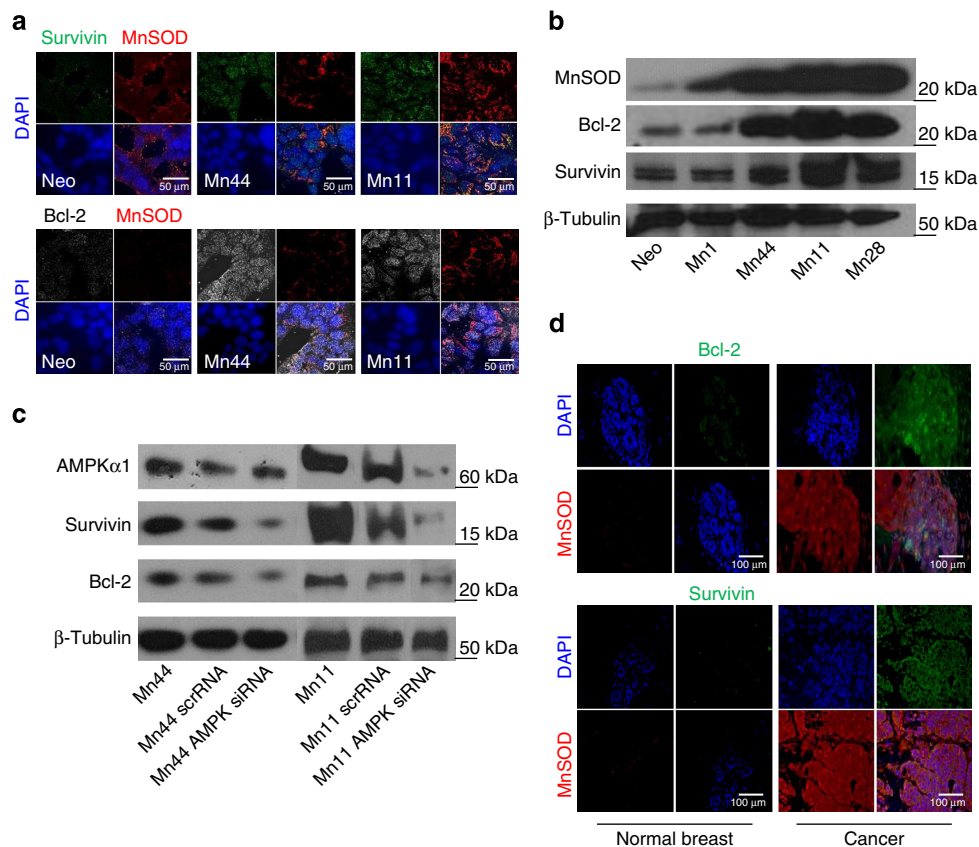 a
Survivin MnSOD
DAPI
Neo
50 μm
Mn44
50 μm
Mn11
50 μm
Bcl-2 MnSOD
DAPI
Neo
50 μm
Mn44
50 μm
Mn11
50 μm
b
MnSOD
20 kDa
Bcl-2
20 kDa
Survivin
15 kDa
β-Tubulin
50 kDa
Neo
Mn1
Mn44
Mn11
Mn28
c
AMPKα1
60 kDa
Survivin
15 kDa
Bcl-2
20 kDa
β-Tubulin
50 kDa
Mn44
Mn44 scrRNA
Mn44 AMPK siRNA
Mn11
Mn11 scrRNA
Mn11 AMPK siRNA
d
Bcl-2
DAPI
MnSOD
100 μm
100 μm
Survivin
DAPI
MnSOD
100 μm
100 μm
Normal breast
Cancer